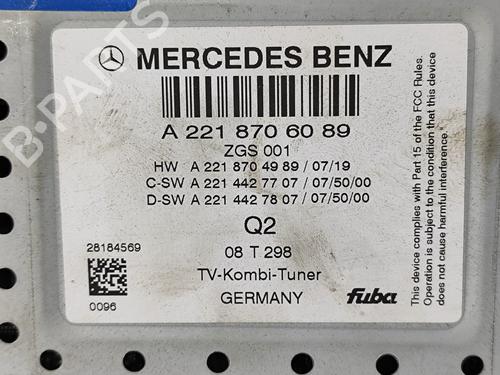 MERCEDES BENZ
A 221 870 60 89
ZGS 001
HW A 221 870 49 89 / 07/19
C-SW A 221 442 77 07 / 07/50/00
D-SW A 221 442 78 07 / 07/50/00
Q2
28184569
08 T 298
TV-Kombi-Tuner
0096
GERMANY
fuba
This device complies with Part 15 of the FCC Rules.
Operation is subject to the condition that this device
does not cause harmful interference.
B-PARTS